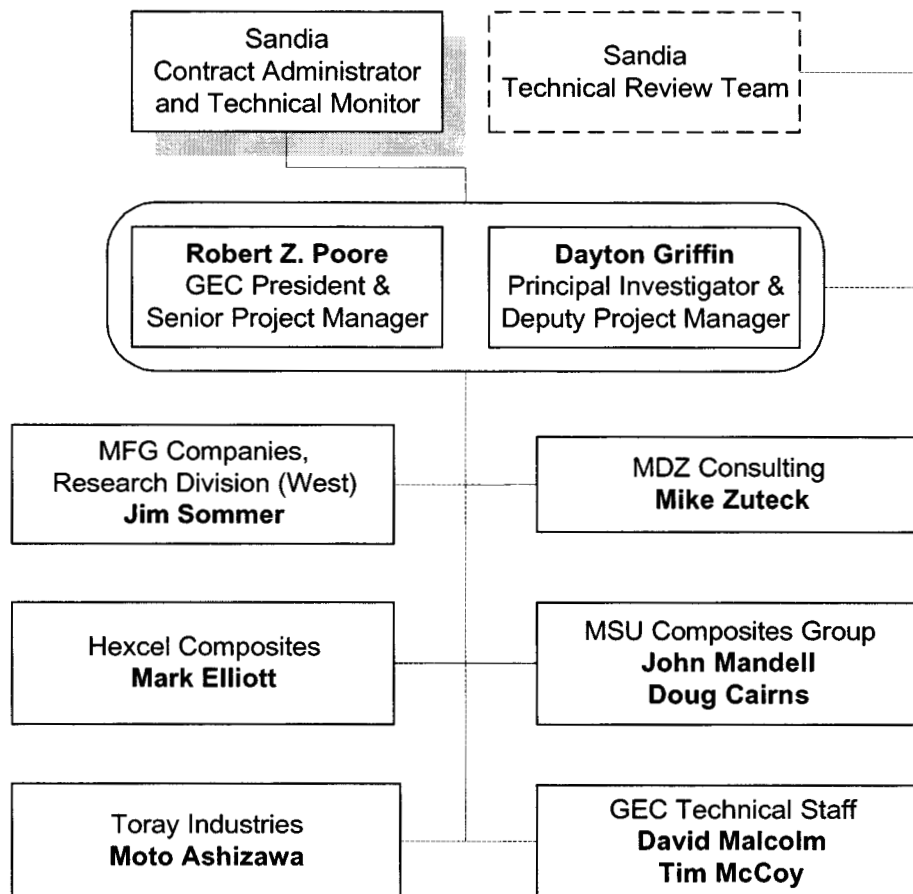 Sandia
Contract Administrator
and Technical Monitor
Sandia
Technical Review Team
Robert Z. Poore
GEC President &
Senior Project Manager
Dayton Griffin
Principal Investigator &
Deputy Project Manager
MFG Companies,
Research Division (West)
Jim Sommer
MDZ Consulting
Mike Zuteck
Hexcel Composites
Mark Elliott
MSU Composites Group
John Mandell
Doug Cairns
Toray Industries
Moto Ashizawa
GEC Technical Staff
David Malcolm
Tim McCoy